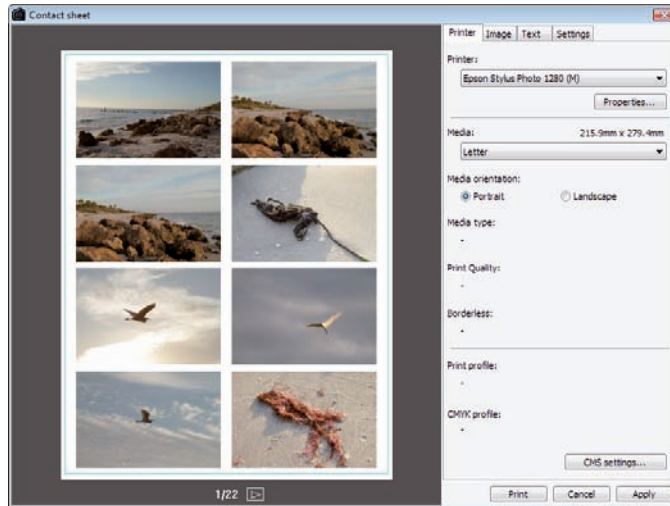 Contact sheet
Printer Image Text Settings
Printer:
Epson Stylus Photo 1280 (M)
Properties...
Media: 215.9mm x 279.4mm
Letter
Media orientation:
Portrait Landscape
Media type:
-
Print Quality:
-
Borderless:
-
Print profile:
-
CMYK profile:
-
CMS settings...
1/22
Print Cancel Apply